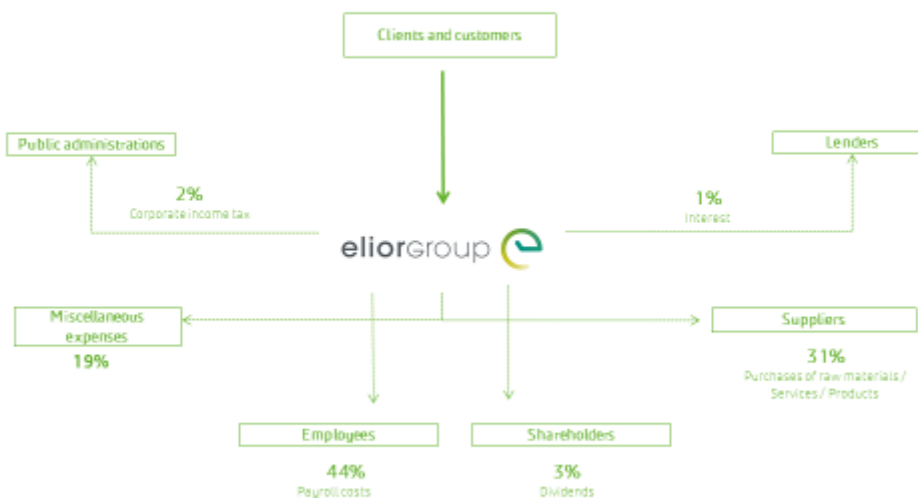 Clients and customers
Public administrations
Lenders
2%
Corporate income tax
1%
Interest
eliorGROUP
Miscellaneous
expenses
19%
Suppliers
31%
Purchases of raw materials /
Services / Products
Employees
44%
Payroll costs
Shareholders
3%
Dividends